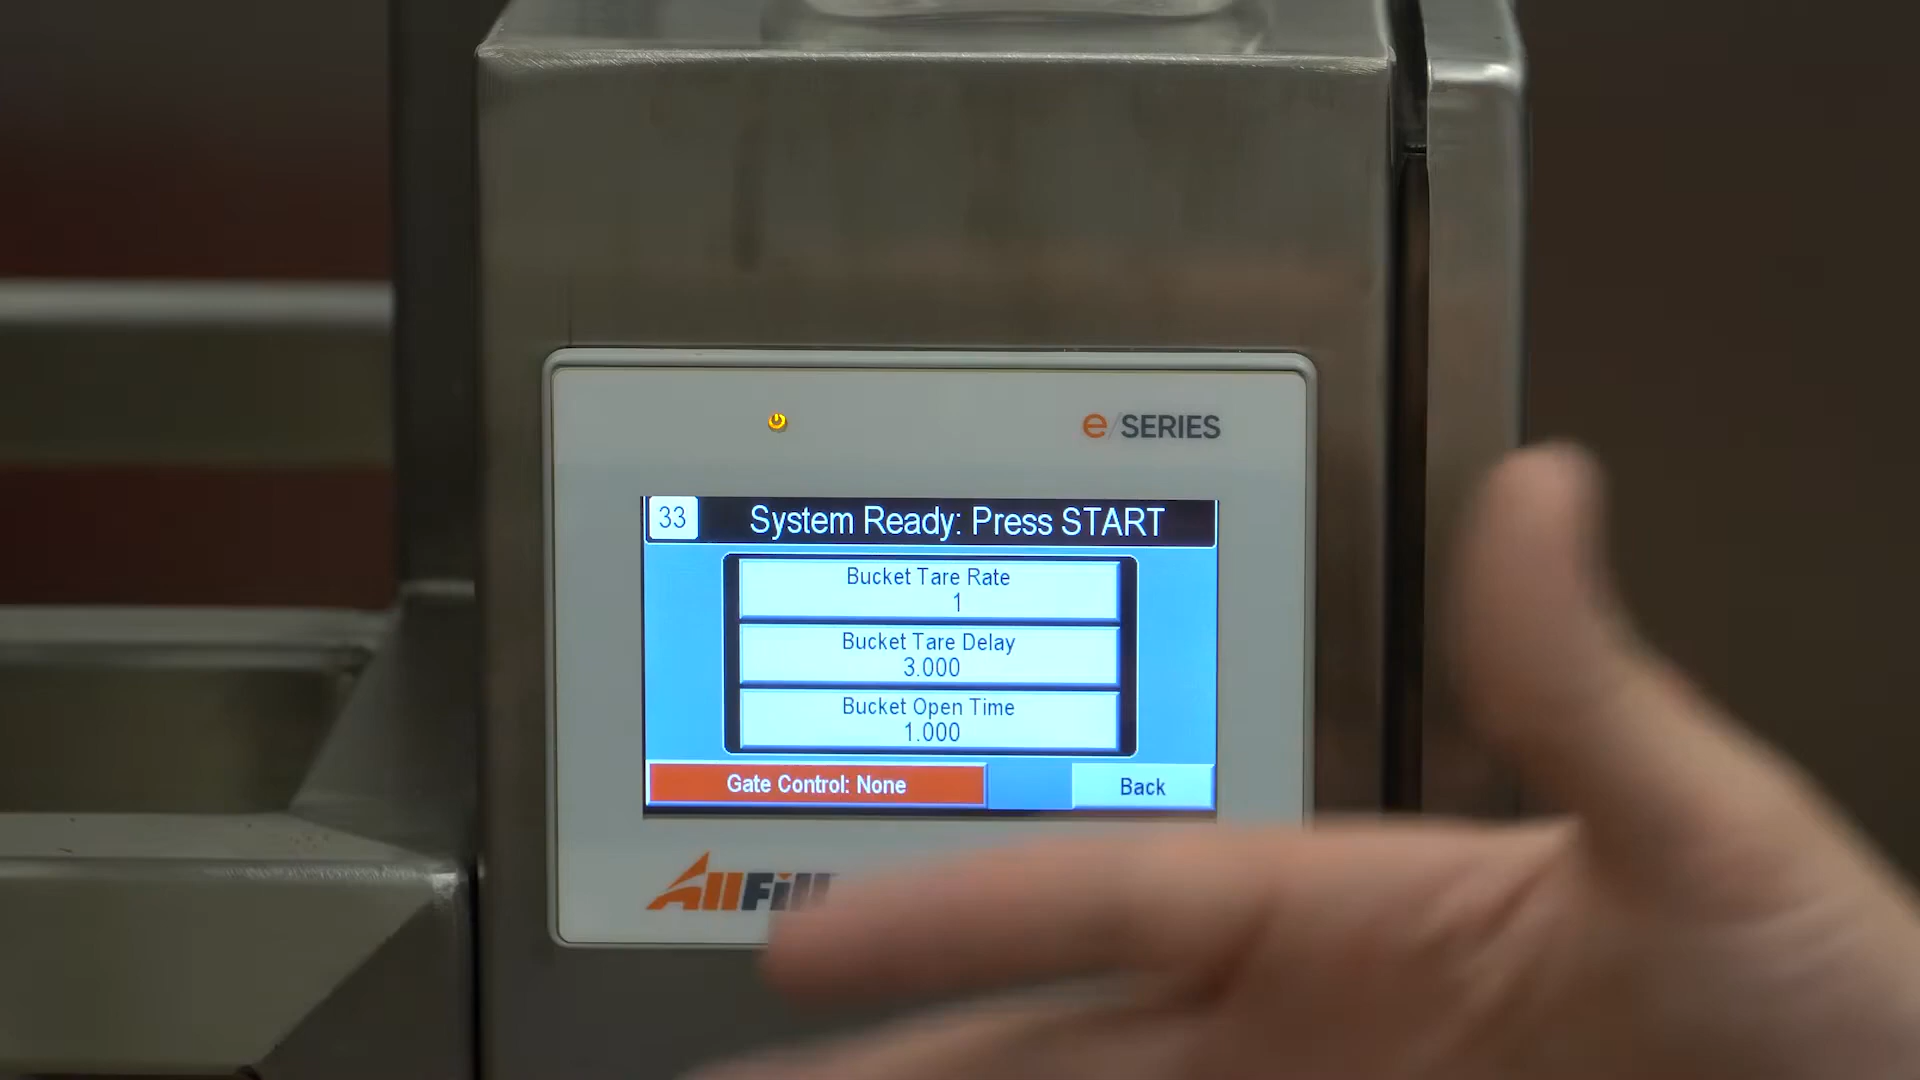 e/SERIES
33
System Ready: Press START
Bucket Tare Rate
1
Bucket Tare Delay
3.000
Bucket Open Time
1.000
Gate Control: None
Back
AllFill